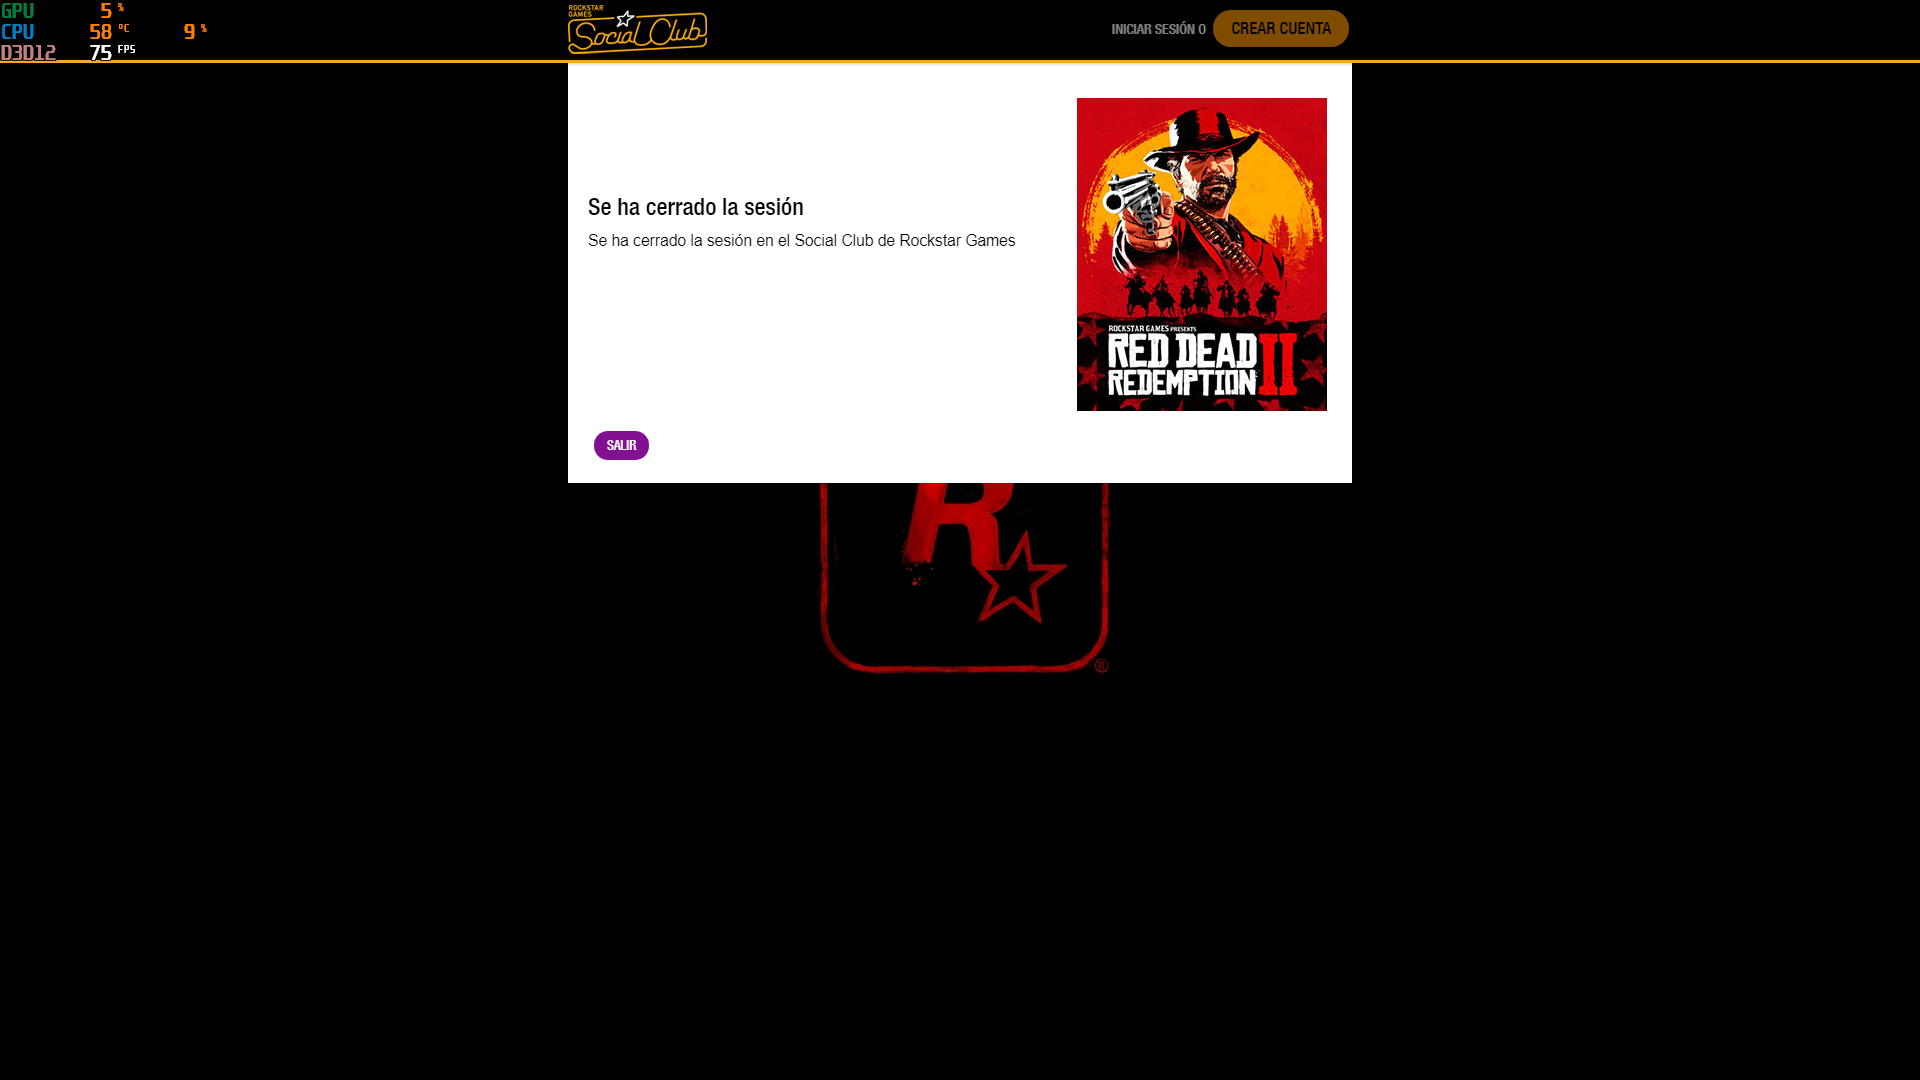 GPU 5 %
CPU 58 ºC 9 %
D3D12 75 FPS
ROCKSTAR
GAMES
Social Club
INICIAR SESIÓN O
CREAR CUENTA
Se ha cerrado la sesión
Se ha cerrado la sesión en el Social Club de Rockstar Games
ROCKSTAR GAMES PRESENTS
RED DEAD
REDEMPTION II
SALIR
R
®